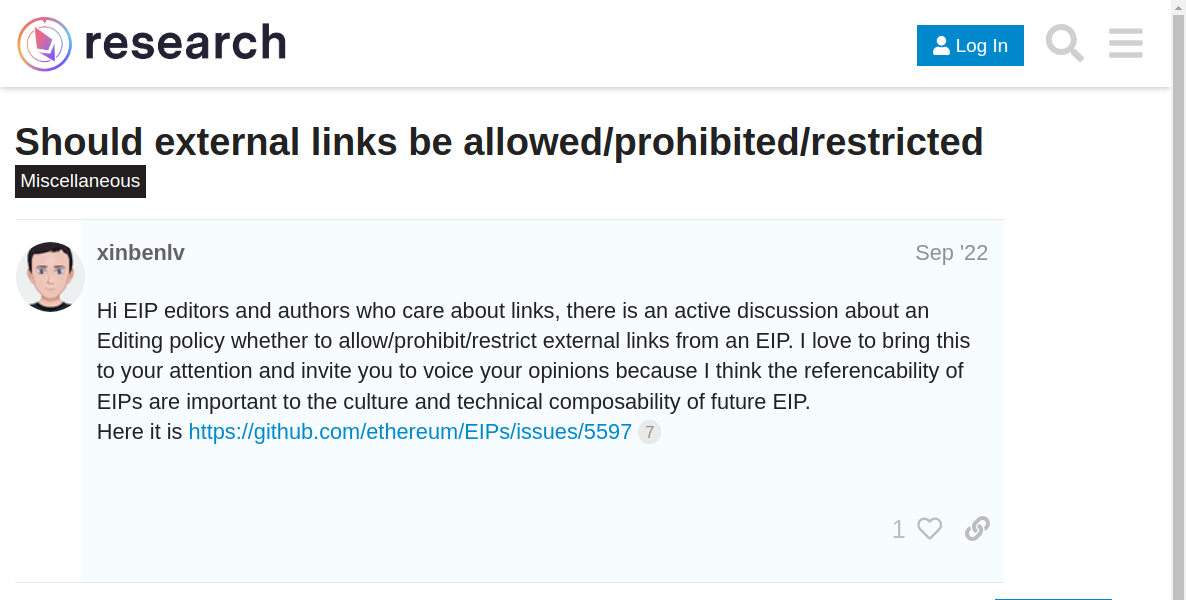 research
Log In
Should external links be allowed/prohibited/restricted
Miscellaneous
xinbenlv
Sep '22
Hi EIP editors and authors who care about links, there is an active discussion about an
Editing policy whether to allow/prohibit/restrict external links from an EIP. I love to bring this
to your attention and invite you to voice your opinions because I think the referencability of
EIPs are important to the culture and technical composability of future EIP.
Here it is https://github.com/ethereum/EIPs/issues/5597 7
1